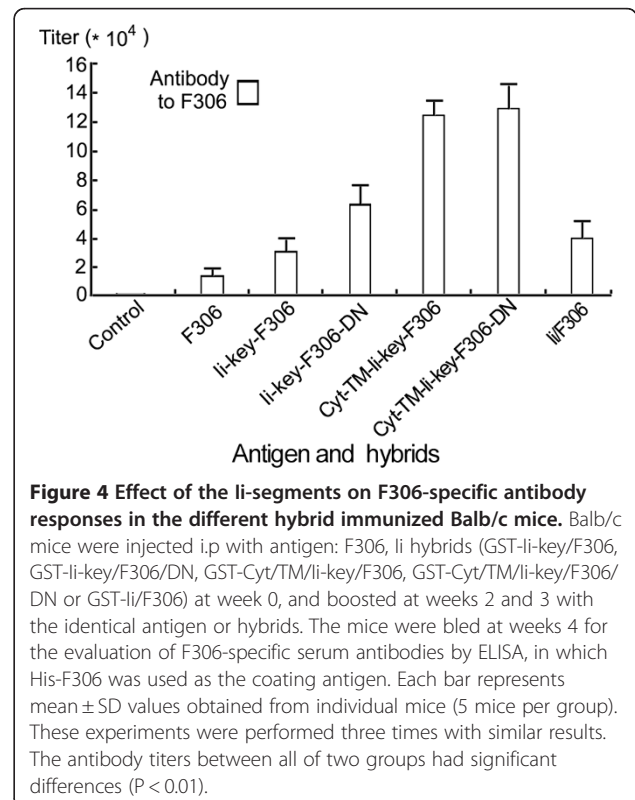 Titer (* 10⁴)
16
14
12
10
8
6
4
2
0
Antibody
to F306
Control
F306
Ii-key-F306
Ii-key-F306-DN
Cyt-TM-Ii-key-F306
Cyt-TM-Ii-key-F306-DN
Ii/F306
Antigen and hybrids
Figure 4 Effect of the Ii-segments on F306-specific antibody
responses in the different hybrid immunized Balb/c mice. Balb/c
mice were injected i.p with antigen: F306, Ii hybrids (GST-Ii-key/F306,
GST-Ii-key/F306/DN, GST-Cyt/TM/Ii-key/F306, GST-Cyt/TM/Ii-key/F306/
DN or GST-Ii/F306) at week 0, and boosted at weeks 2 and 3 with
the identical antigen or hybrids. The mice were bled at weeks 4 for
the evaluation of F306-specific serum antibodies by ELISA, in which
His-F306 was used as the coating antigen. Each bar represents
mean ± SD values obtained from individual mice (5 mice per group).
These experiments were performed three times with similar results.
The antibody titers between all of two groups had significant
differences (P < 0.01).